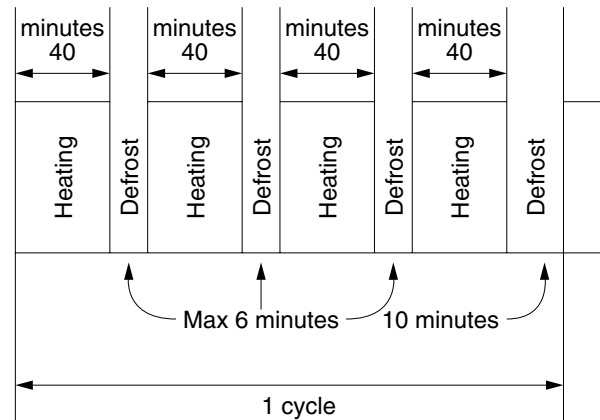 minutes
40
minutes
40
minutes
40
minutes
40
Heating
Defrost
Heating
Defrost
Heating
Defrost
Heating
Defrost
Max 6 minutes
10 minutes
1 cycle